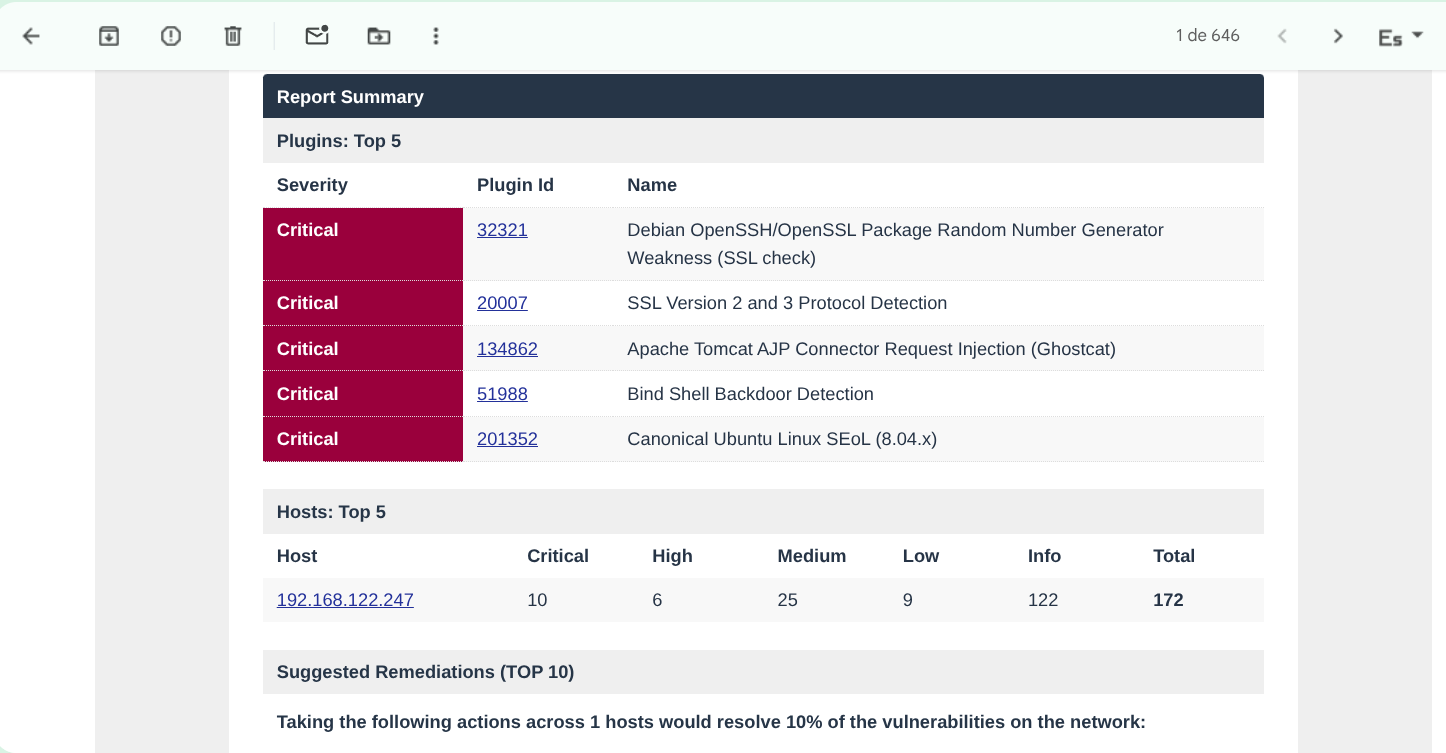 1 de 646
Es
Report Summary
Plugins: Top 5
Severity Plugin Id Name
Critical 32321 Debian OpenSSH/OpenSSL Package Random Number Generator
Weakness (SSL check)
Critical 20007 SSL Version 2 and 3 Protocol Detection
Critical 134862 Apache Tomcat AJP Connector Request Injection (Ghostcat)
Critical 51988 Bind Shell Backdoor Detection
Critical 201352 Canonical Ubuntu Linux SEoL (8.04.x)
Hosts: Top 5
Host Critical High Medium Low Info Total
192.168.122.247 10 6 25 9 122 172
Suggested Remediations (TOP 10)
Taking the following actions across 1 hosts would resolve 10% of the vulnerabilities on the network: